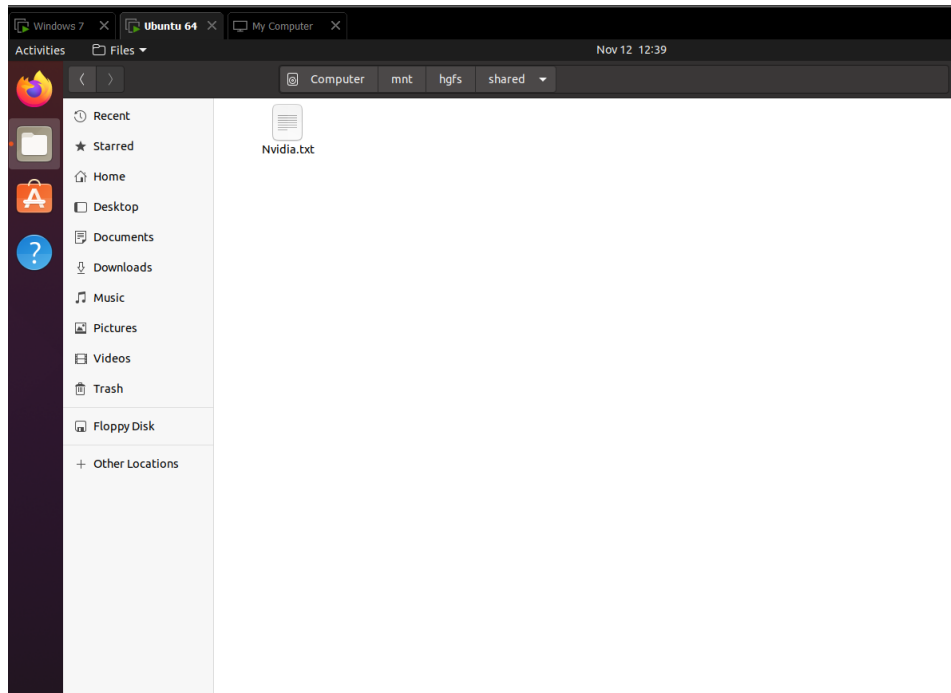 Windows 7
Ubuntu 64
My Computer
Activities
Files
Nov 12 12:39
Computer
mnt
hgfs
shared
Recent
Starred
Home
Desktop
Documents
Downloads
Music
Pictures
Videos
Trash
Floppy Disk
+ Other Locations
Nvidia.txt